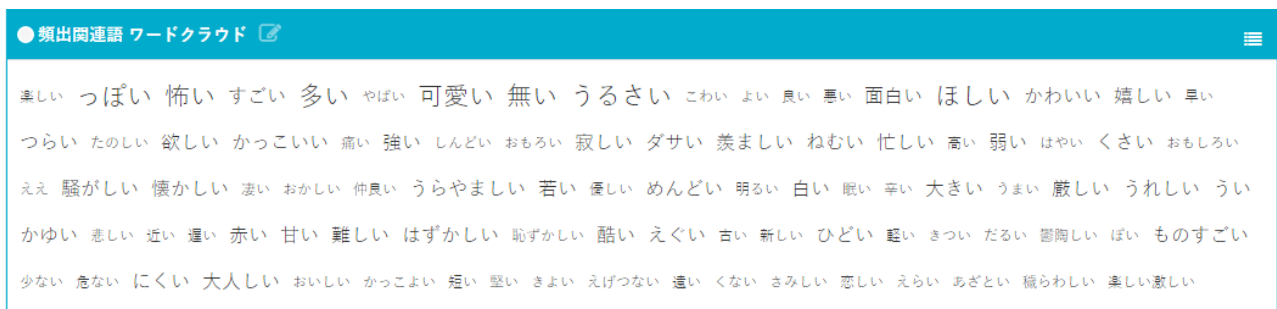 ●頻出関連語 ワードクラウド
楽しい っぽい 怖い すごい 多い やばい 可愛い 無い うるさい こわい よい 良い 悪い 面白い ほしい かわいい 嬉しい 早い
つらい たのしい 欲しい かっこいい 痛い 強い しんどい おもろい 寂しい ダサい 羨ましい ねむい 忙しい 高い 弱い はやい くさい おもしろい
ええ 騒がしい 懐かしい 凄い おかしい 仲良い うらやましい 若い 優しい めんどい 明るい 白い 眠い 辛い 大きい うまい 厳しい うれしい うい
かゆい 悲しい 近い 遅い 赤い 甘い 難しい はずかしい 恥ずかしい 酷い えぐい 古い 新しい ひどい 軽い きつい だるい 鬱陶しい ぽい ものすごい
少ない 危ない にくい 大人しい おいしい かっこよい 短い 堅い きよい えげつない 遠い くない さみしい 恋しい えらい あざとい 穢らわしい 楽しい激しい